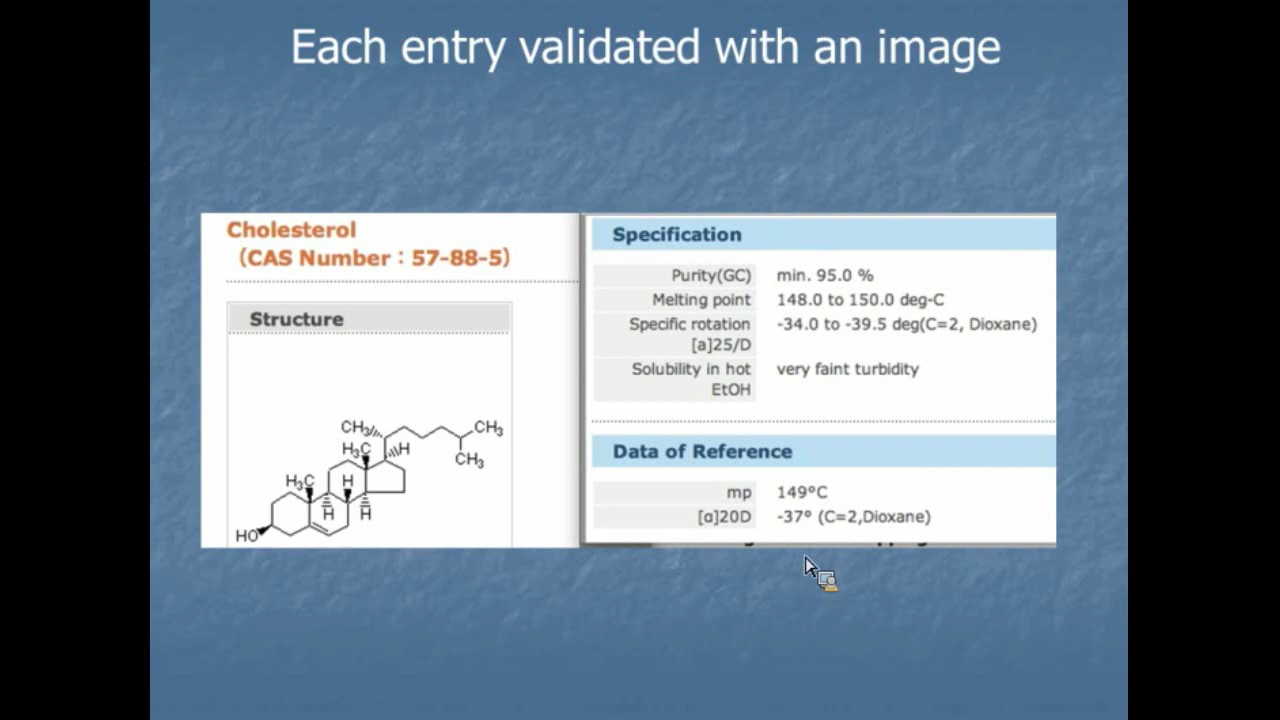 Each entry validated with an image
Cholesterol
(CAS Number : 57-88-5)
Structure
CH3
CH3
H3C
H
CH3
H3C
H
H
H
HO
Specification
Purity(GC) min. 95.0 %
Melting point 148.0 to 150.0 deg-C
Specific rotation -34.0 to -39.5 deg(C=2, Dioxane)
[a]25/D
Solubility in hot very faint turbidity
EtOH
Data of Reference
mp 149°C
[α]20D -37° (C=2,Dioxane)